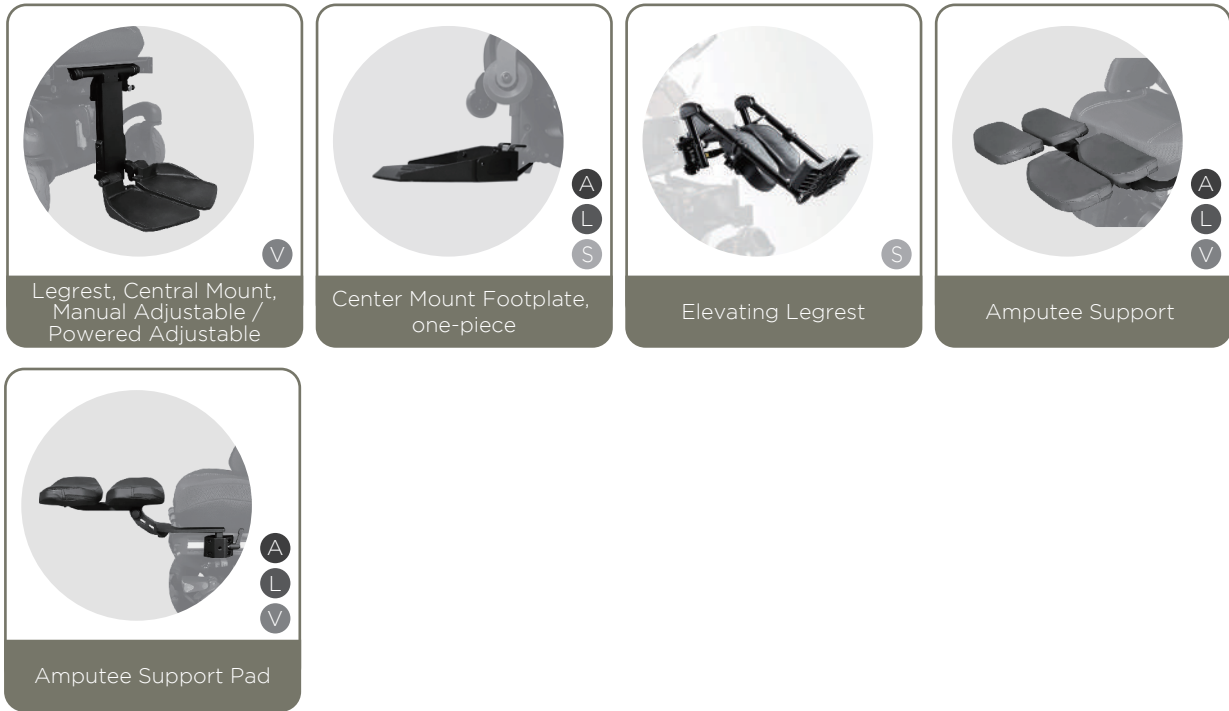 V
Legrest, Central Mount,
Manual Adjustable /
Powered Adjustable
A
L
S
Center Mount Footplate,
one-piece
S
Elevating Legrest
A
L
V
Amputee Support
A
L
V
Amputee Support Pad